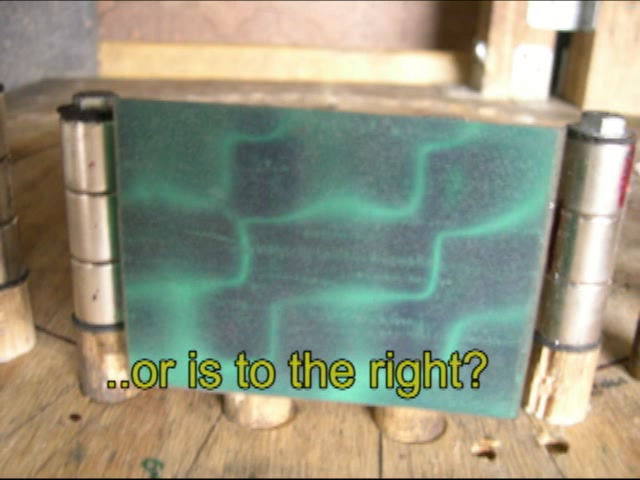 ..or is to the right?